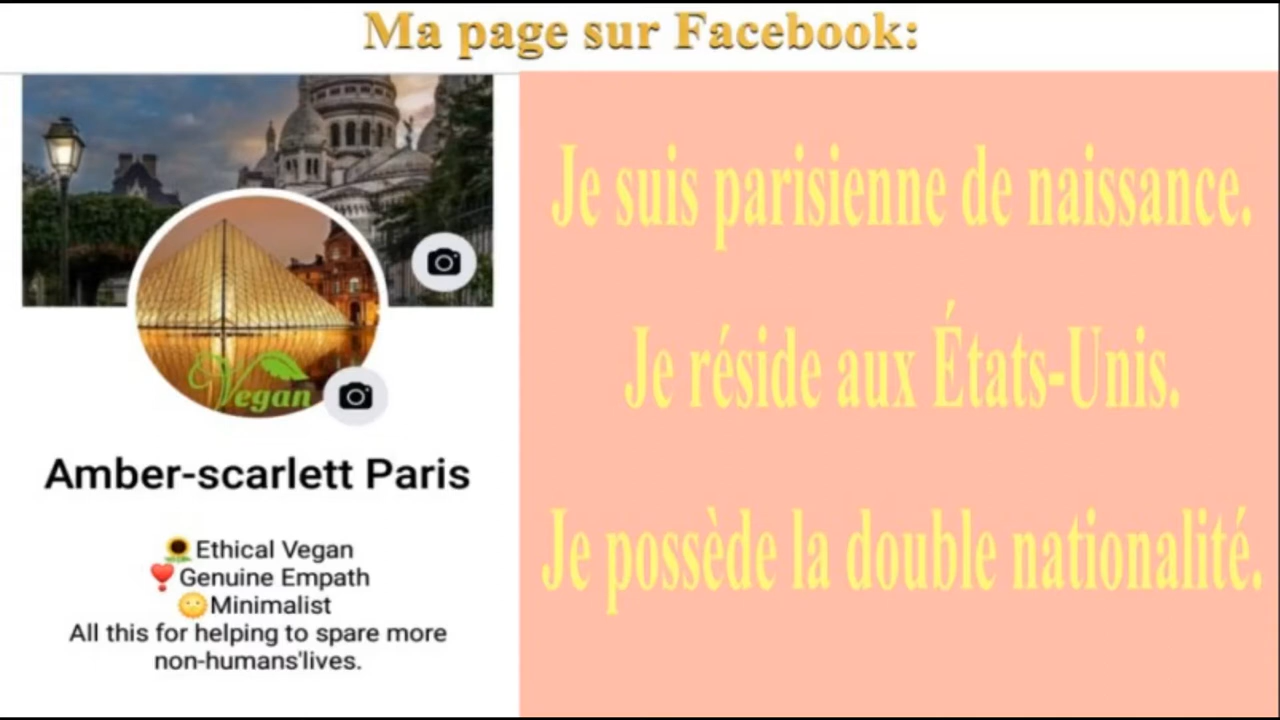 Ma page sur Facebook:
Vegan
Amber-scarlett Paris
🌻Ethical Vegan
❣️Genuine Empath
😶Minimalist
All this for helping to spare more
non-humans'lives.
Je suis parisienne de naissance.
Je réside aux États-Unis.
Je possède la double nationalité.